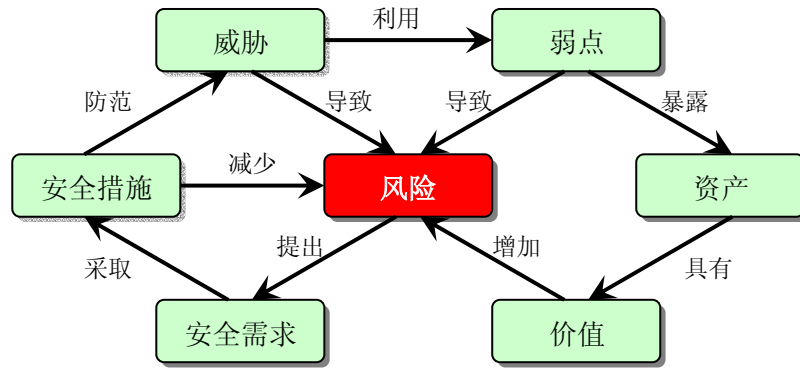 利用
威胁
弱点
防范
导致
导致
暴露
减少
安全措施
风险
资产
采取
提出
增加
具有
安全需求
价值